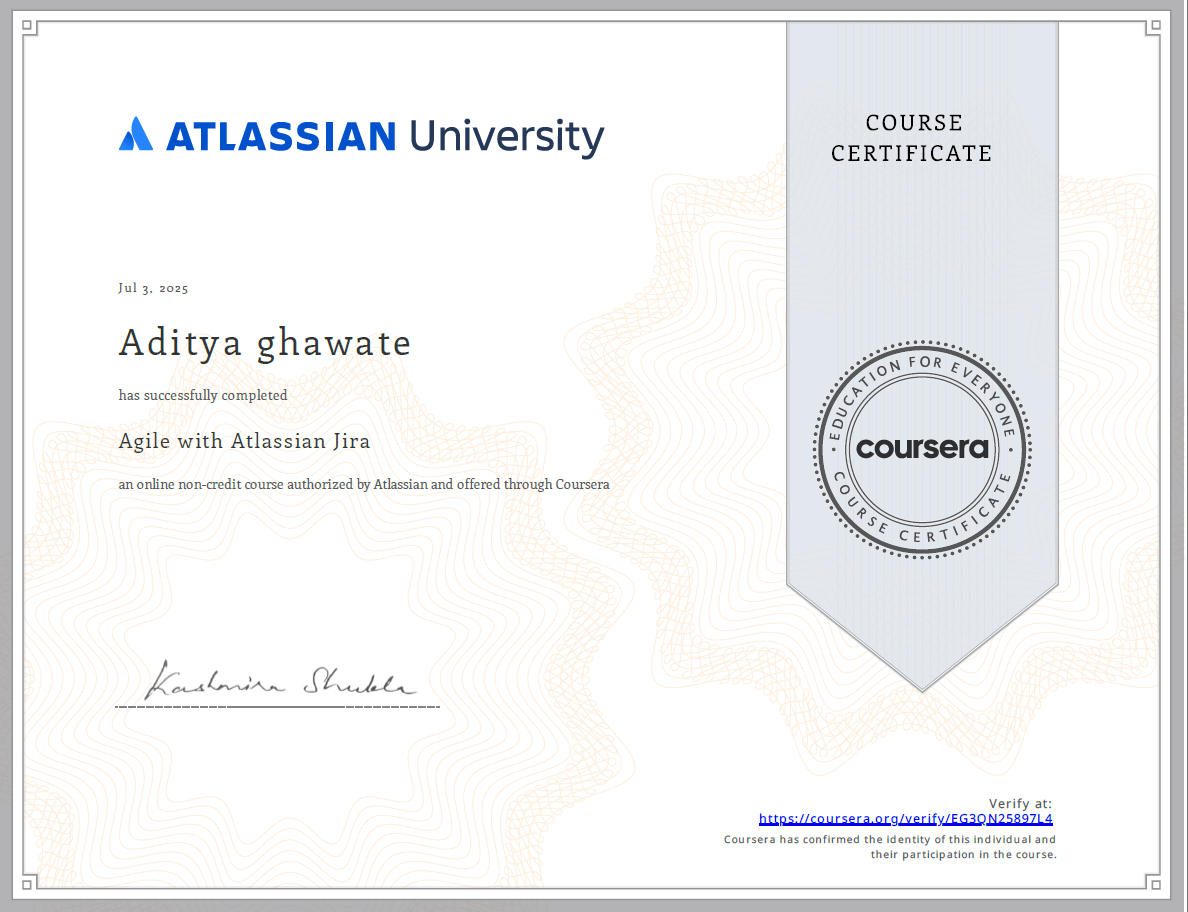 ATLASSIAN University
COURSE
CERTIFICATE
Jul 3, 2025
Aditya ghawate
has successfully completed
Agile with Atlassian Jira
an online non-credit course authorized by Atlassian and offered through Coursera
EDUCATION FOR EVERYONE
coursera
COURSE CERTIFICATE
Kashmira Shukla
Verify at:
https://coursera.org/verify/EG3QN25897L4
Coursera has confirmed the identity of this individual and
their participation in the course.